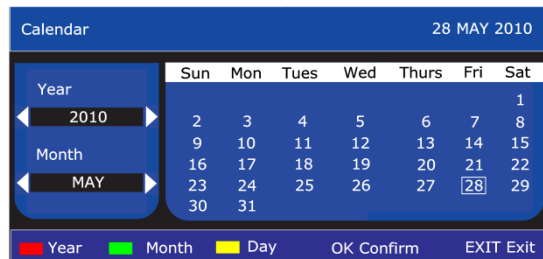 Calendar 28 MAY 2010
Year
2010
Month
MAY
Sun Mon Tues Wed Thurs Fri Sat
1
2 3 4 5 6 7 8
9 10 11 12 13 14 15
16 17 18 19 20 21 22
23 24 25 26 27 28 29
30 31
Year Month Day OK Confirm EXIT Exit